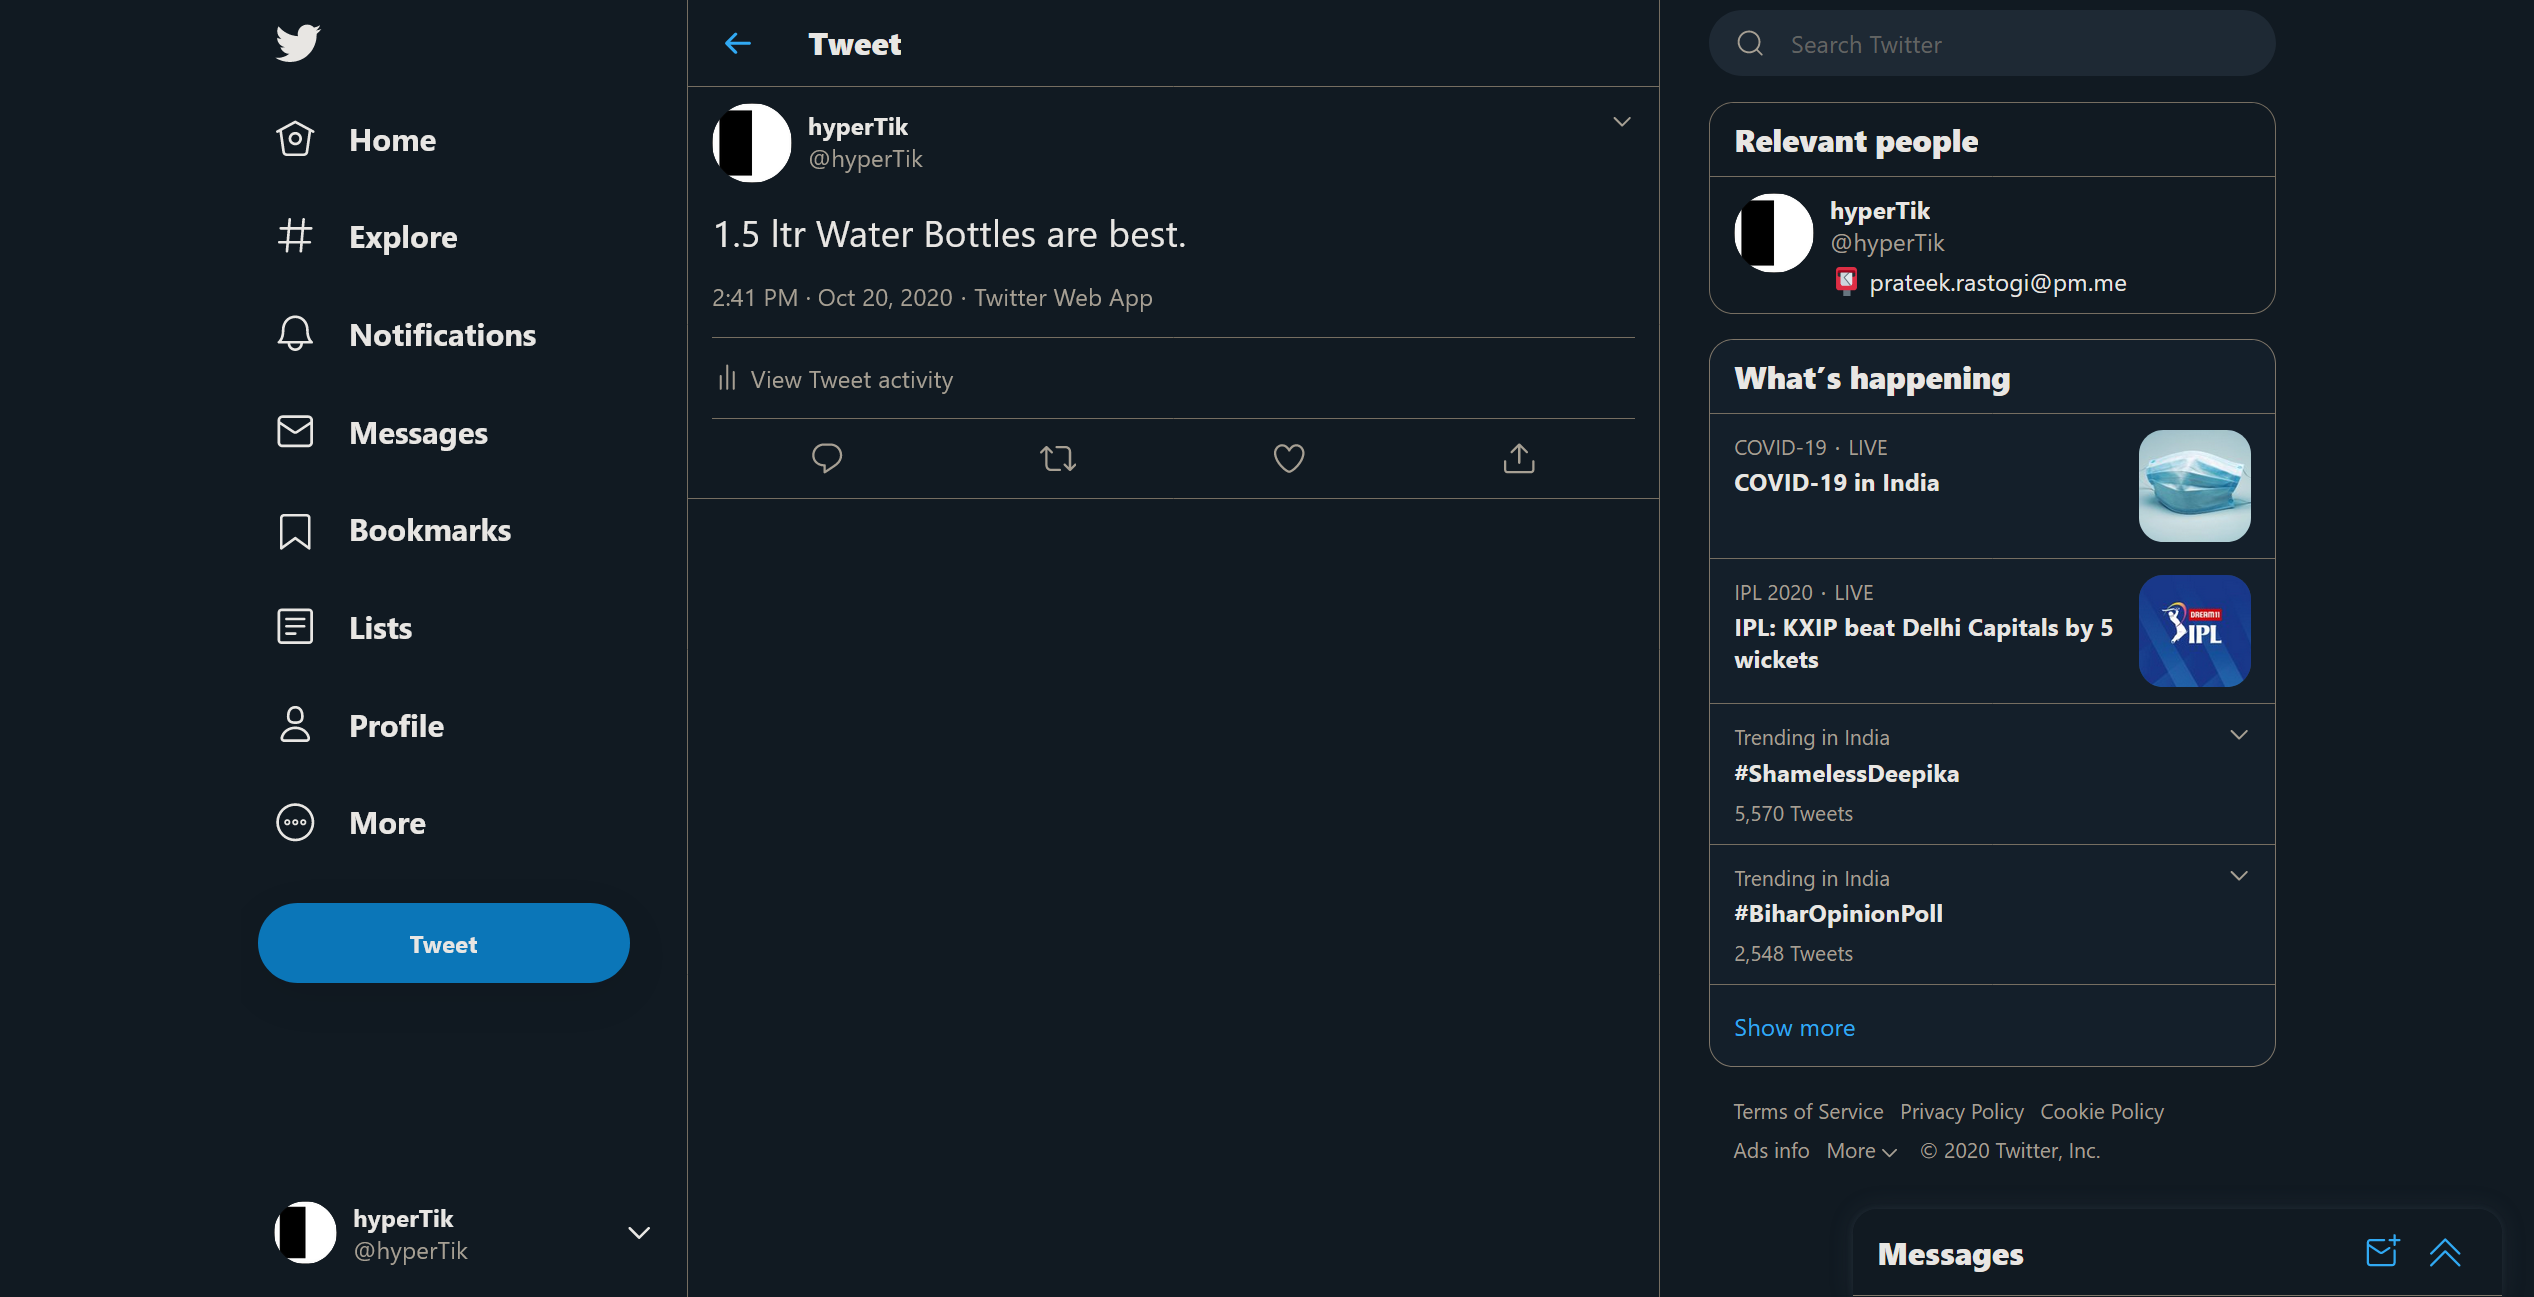 Home
Explore
Notifications
Messages
Bookmarks
Lists
Profile
More
Tweet
hyperTik
@hyperTik
Tweet
hyperTik
@hyperTik
1.5 ltr Water Bottles are best.
2:41 PM · Oct 20, 2020 · Twitter Web App
View Tweet activity
Search Twitter
Relevant people
hyperTik
@hyperTik
prateek.rastogi@pm.me
What's happening
COVID-19 · LIVE
COVID-19 in India
IPL 2020 · LIVE
IPL: KXIP beat Delhi Capitals by 5
wickets
DREAM11
IPL
Trending in India
#ShamelessDeepika
5,570 Tweets
Trending in India
#BiharOpinionPoll
2,548 Tweets
Show more
Terms of Service Privacy Policy Cookie Policy
Ads info More © 2020 Twitter, Inc.
Messages